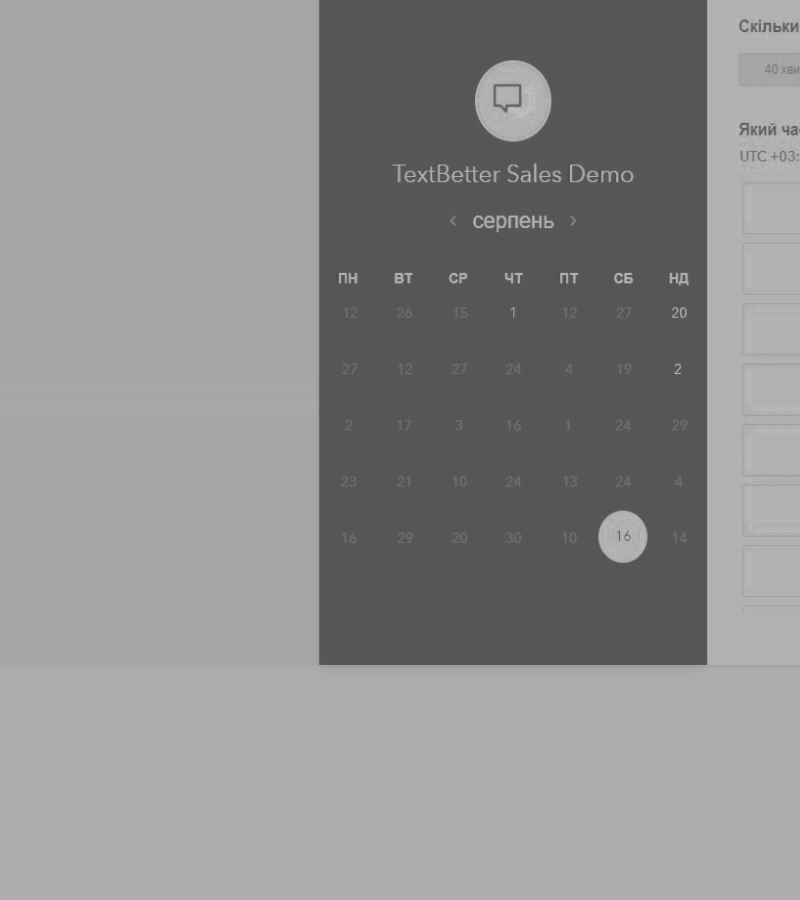 Скільки
40 хви
TextBetter Sales Demo
Який ча
UTC +03:
серпень
ПН ВТ СР ЧТ ПТ СБ НД
12 26 15 1 12 27 20
27 12 27 24 4 19 2
2 17 3 16 1 24 29
23 21 10 24 13 24 4
16 29 20 30 10 16 14